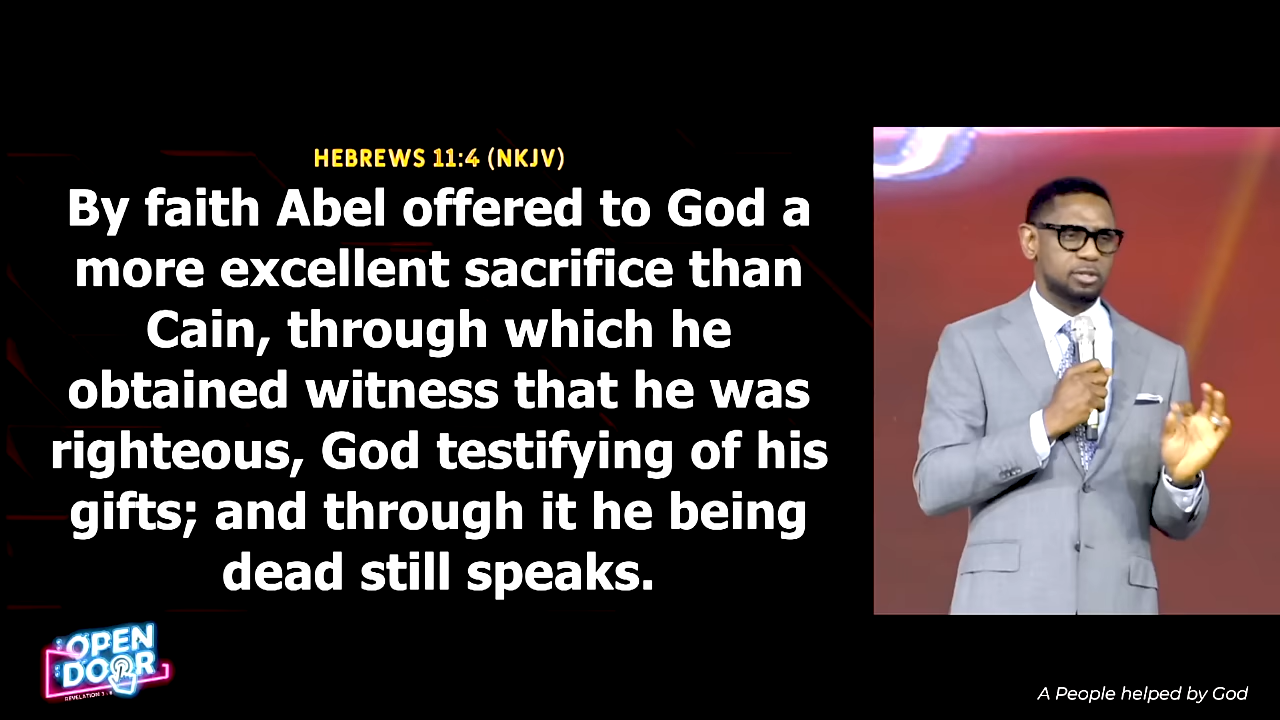 HEBREWS 11:4 (NKJV)
By faith Abel offered to God a
more excellent sacrifice than
Cain, through which he
obtained witness that he was
righteous, God testifying of his
gifts; and through it he being
dead still speaks.
OPEN
DOOR
REVELATION 3
A People helped by God